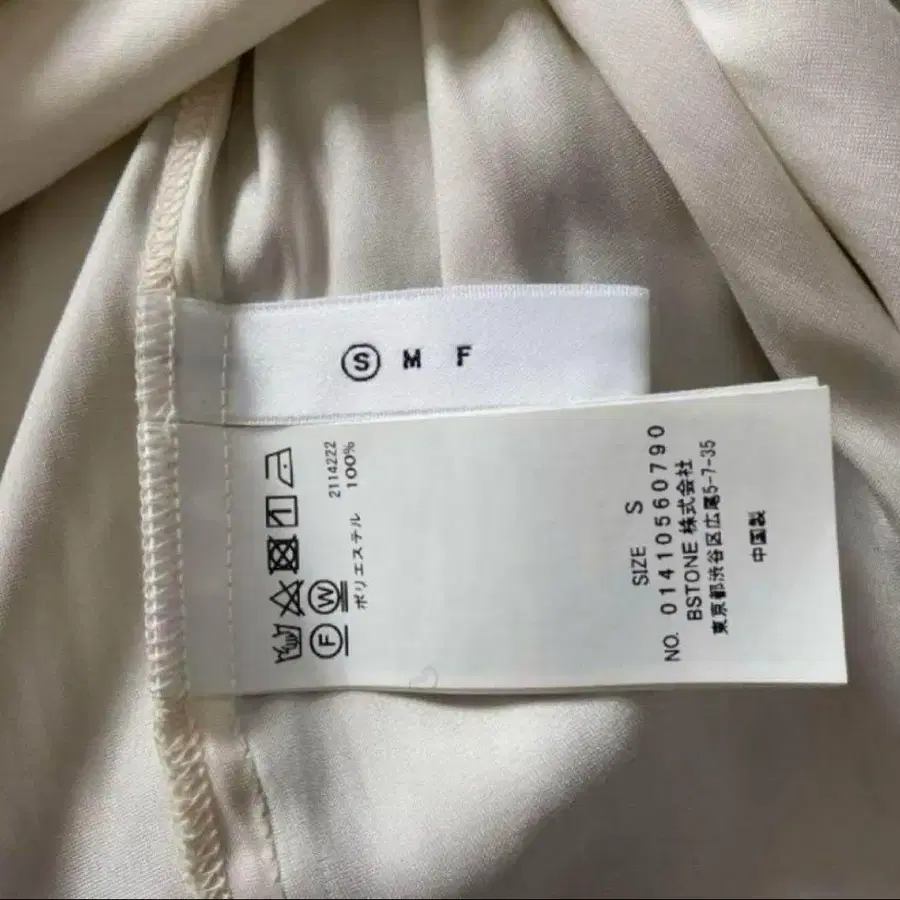 S M F
F W
2114222
ポリエステル 100%
SIZE S
NO. 01410560790
BSTONE 株式会社
東京都渋谷区広尾5-7-35
中国製